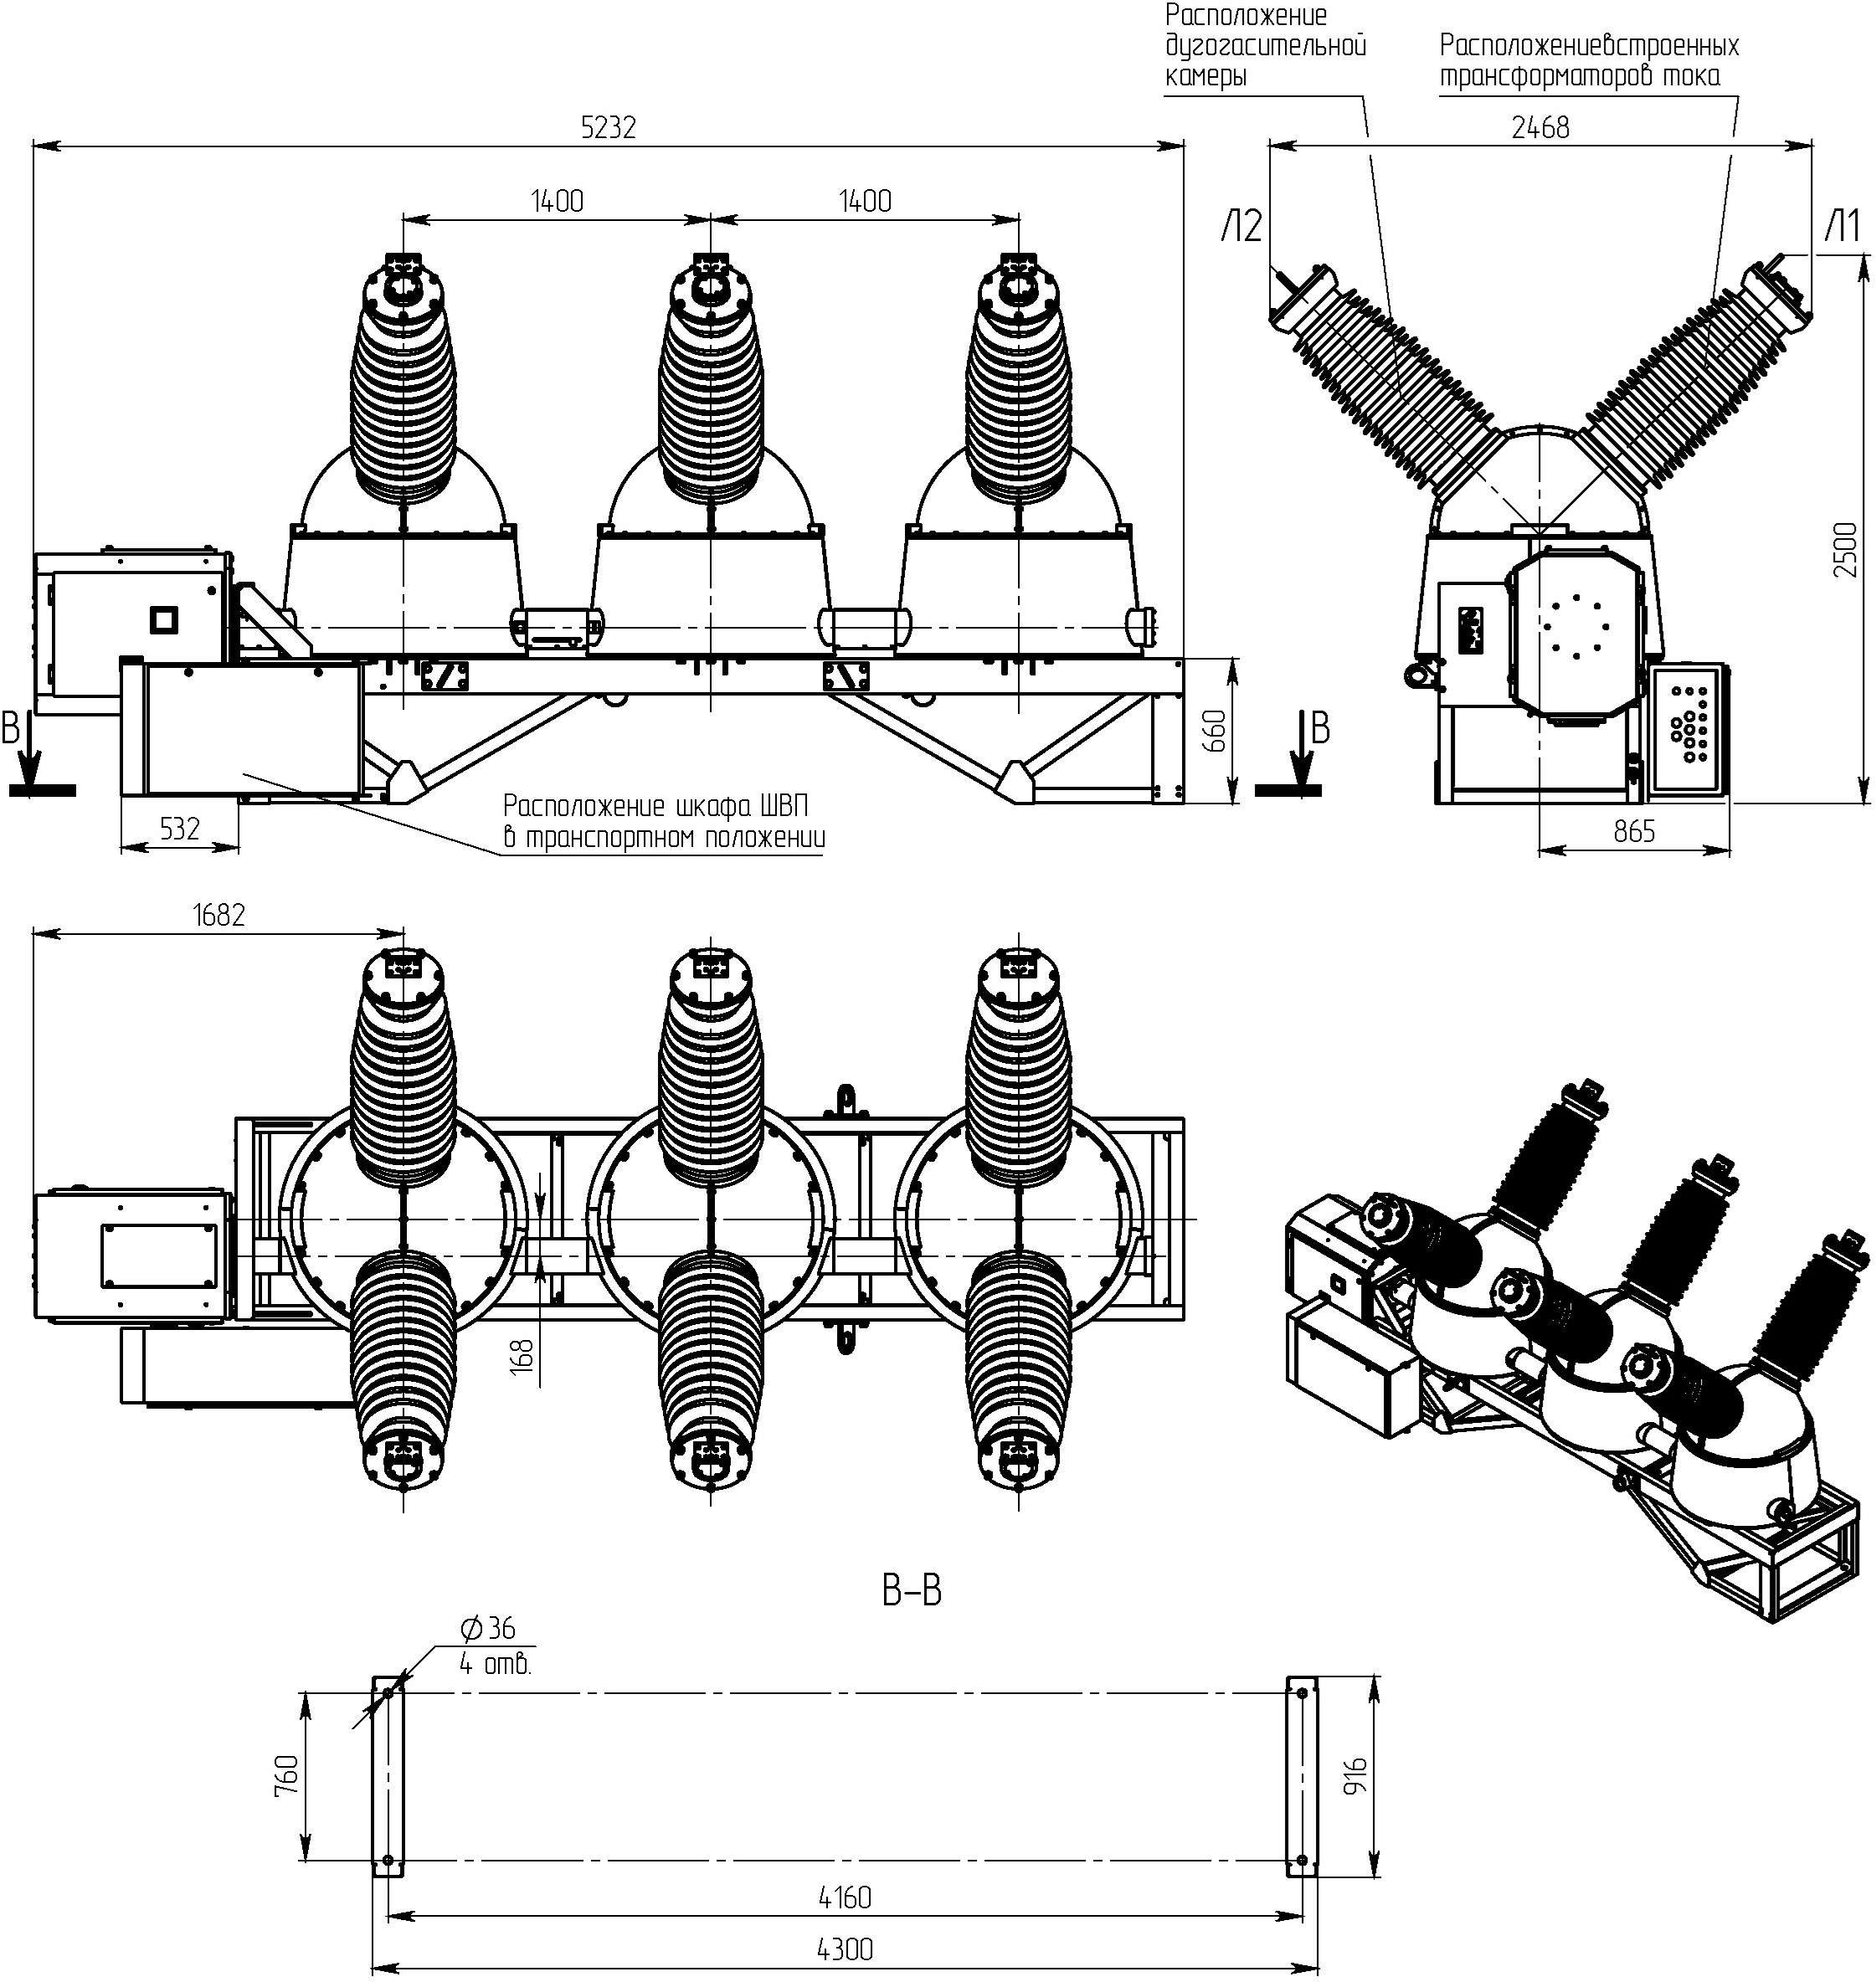 Расположение
дугогасительной
камеры
Расположениевстроенных
трансформаторов тока
5232
2468
1400
1400
Л2
Л1
2500
660
В
В
Расположение шкафа ШВП
в транспортном положении
532
865
1682
168
В-В
Ø36
4 отв.
760
916
4160
4300